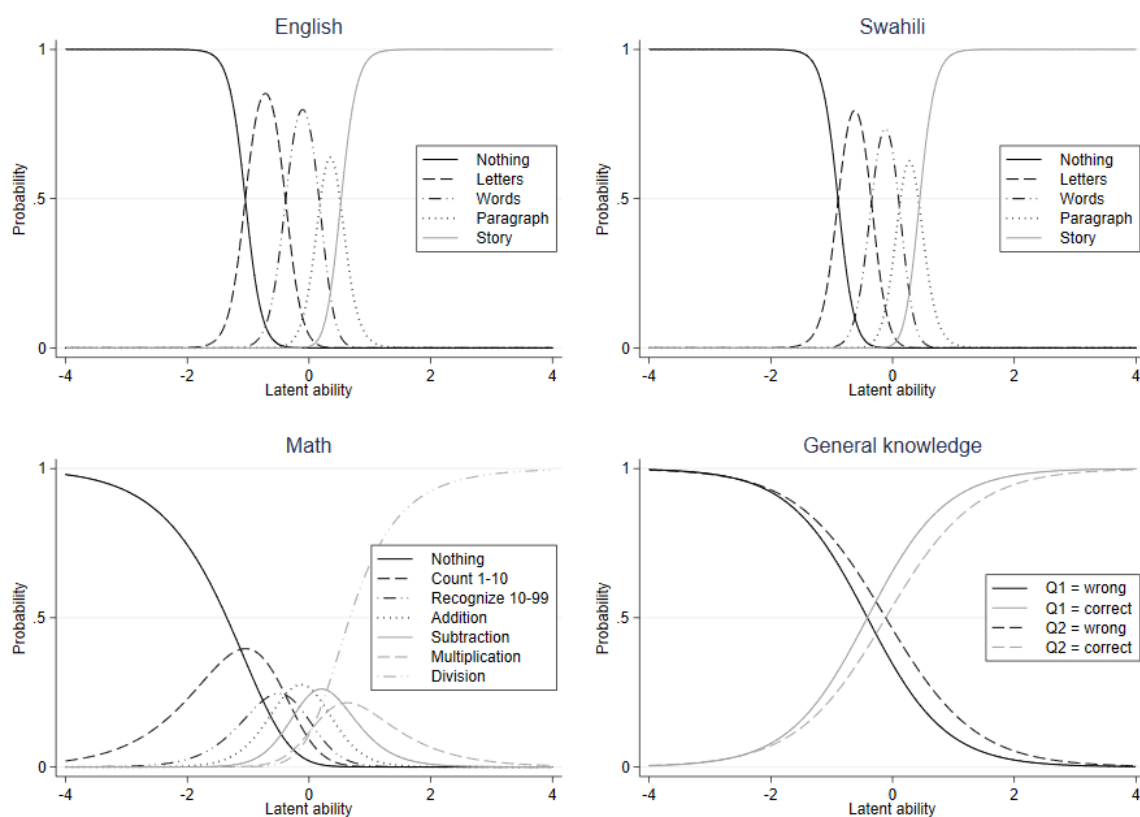 English
1
.5
0
Probability
-4
-2
0
2
4
Latent ability
Nothing
Letters
Words
Paragraph
Story
Swahili
1
.5
0
Probability
-4
-2
0
2
4
Latent ability
Nothing
Letters
Words
Paragraph
Story
Math
1
.5
0
Probability
-4
-2
0
2
4
Latent ability
Nothing
Count 1-10
Recognize 10-99
Addition
Subtraction
Multiplication
Division
General knowledge
1
.5
0
Probability
-4
-2
0
2
4
Latent ability
Q1 = wrong
Q1 = correct
Q2 = wrong
Q2 = correct